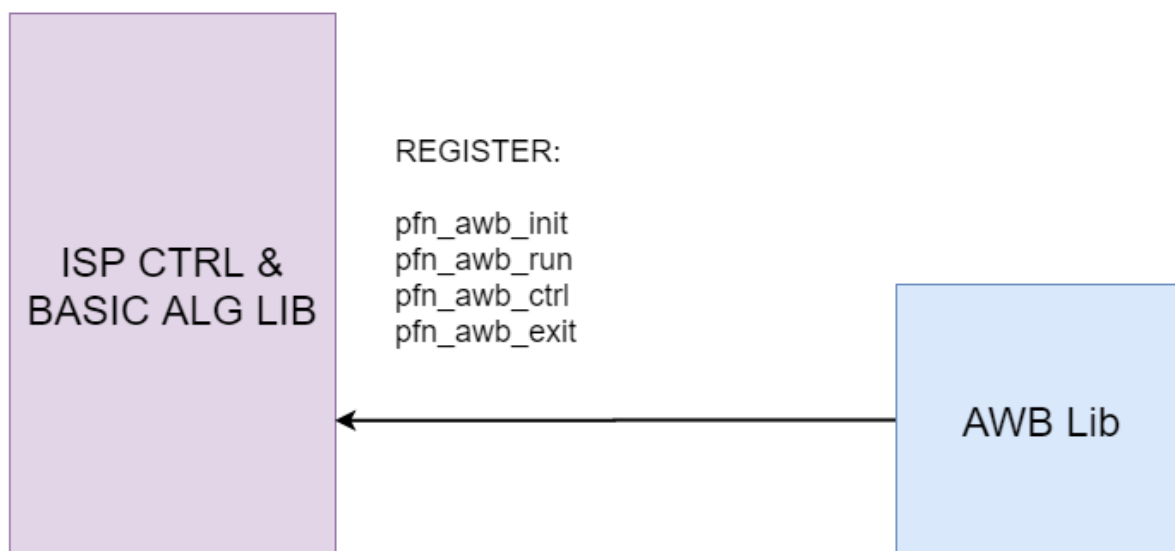 ISP CTRL &
BASIC ALG LIB
REGISTER:
pfn_awb_init
pfn_awb_run
pfn_awb_ctrl
pfn_awb_exit
AWB Lib